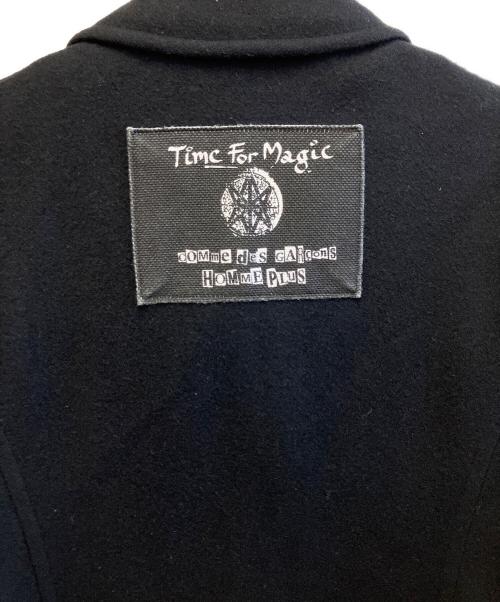 Time For Magic
comme des GARçons
HOMME PLUS